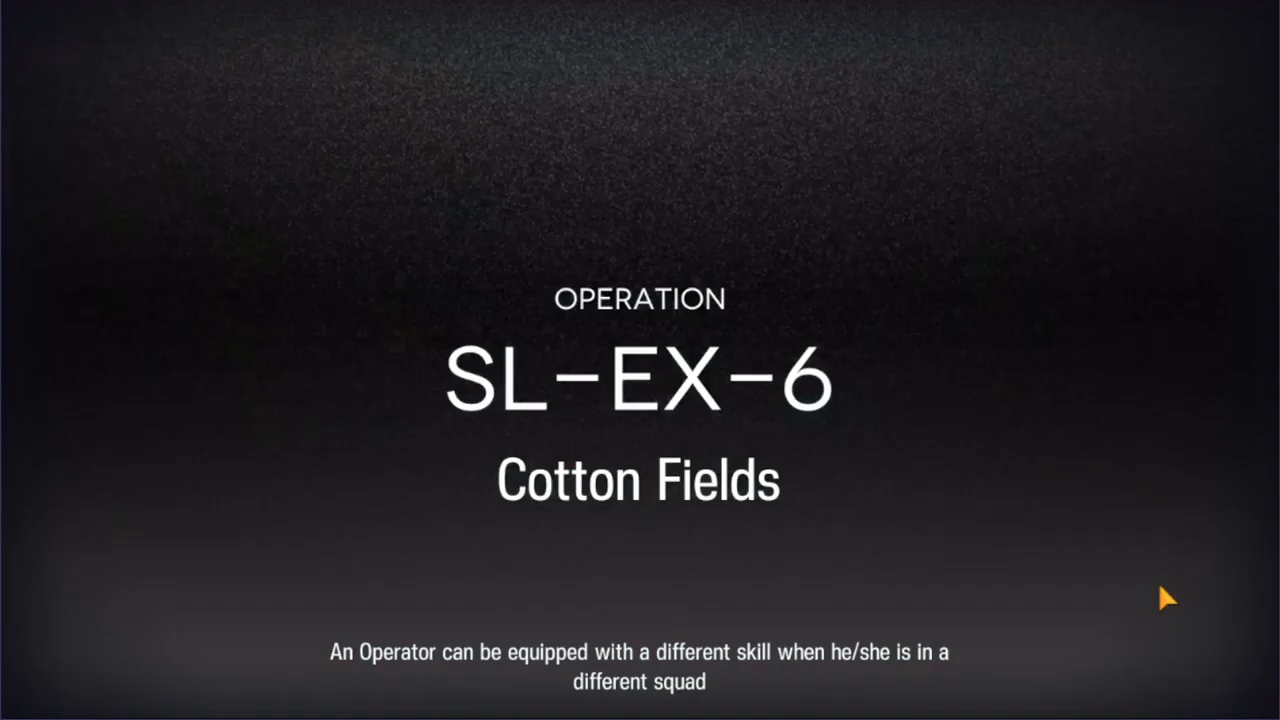 OPERATION
SL-EX-6
Cotton Fields
An Operator can be equipped with a different skill when he/she is in a
different squad